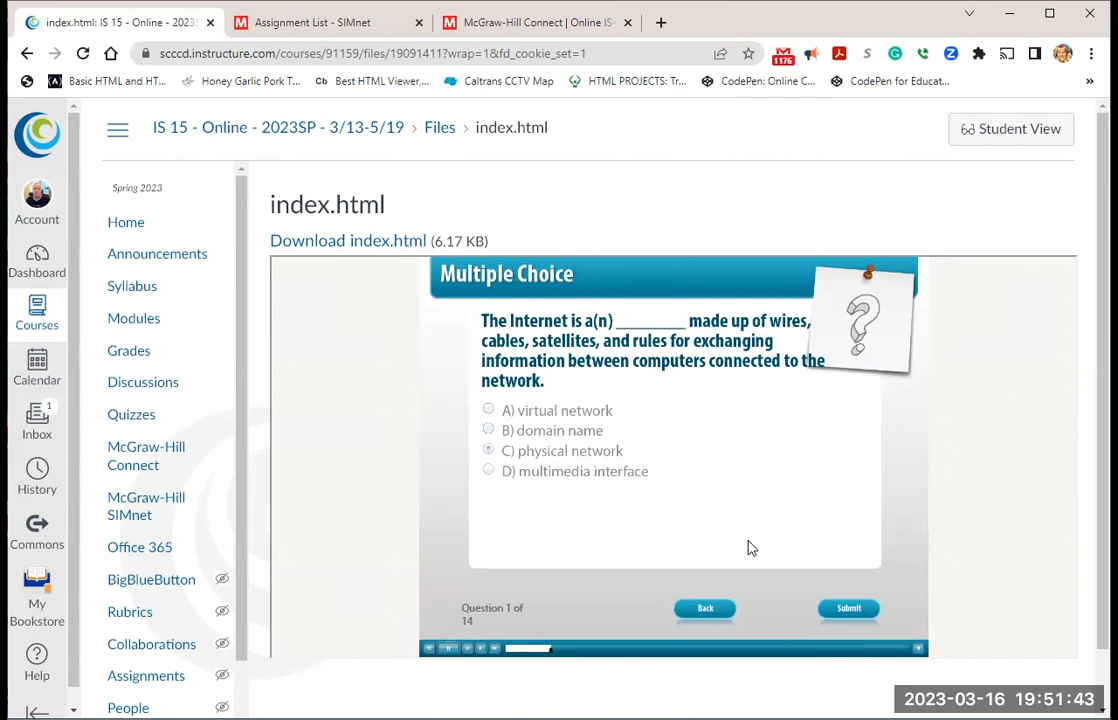 index.html: IS 15 - Online - 2023S
Assignment List - SIMnet
McGraw-Hill Connect | Online IS-
scccd.instructure.com/courses/91159/files/19091411?wrap=1&fd_cookie_set=1
1176
Basic HTML and HT...
Honey Garlic Pork T...
Cb Best HTML Viewer,...
Caltrans CCTV Map
HTML PROJECTS: Tr...
CodePen: Online C...
CodePen for Educat...
»
IS 15 - Online - 2023SP - 3/13-5/19 > Files > index.html
Student View
Account
Dashboard
Courses
Calendar
1
Inbox
History
Commons
My
Bookstore
Help
Spring 2023
Home
Announcements
Syllabus
Modules
Grades
Discussions
Quizzes
McGraw-Hill
Connect
McGraw-Hill
SIMnet
Office 365
BigBlueButton
Rubrics
Collaborations
Assignments
People
index.html
Download index.html (6.17 KB)
Multiple Choice
?
The Internet is a(n) ________ made up of wires,
cables, satellites, and rules for exchanging
information between computers connected to the
network.
A) virtual network
B) domain name
C) physical network
D) multimedia interface
Question 1 of
14
Back
Submit
2023-03-16 19:51:43